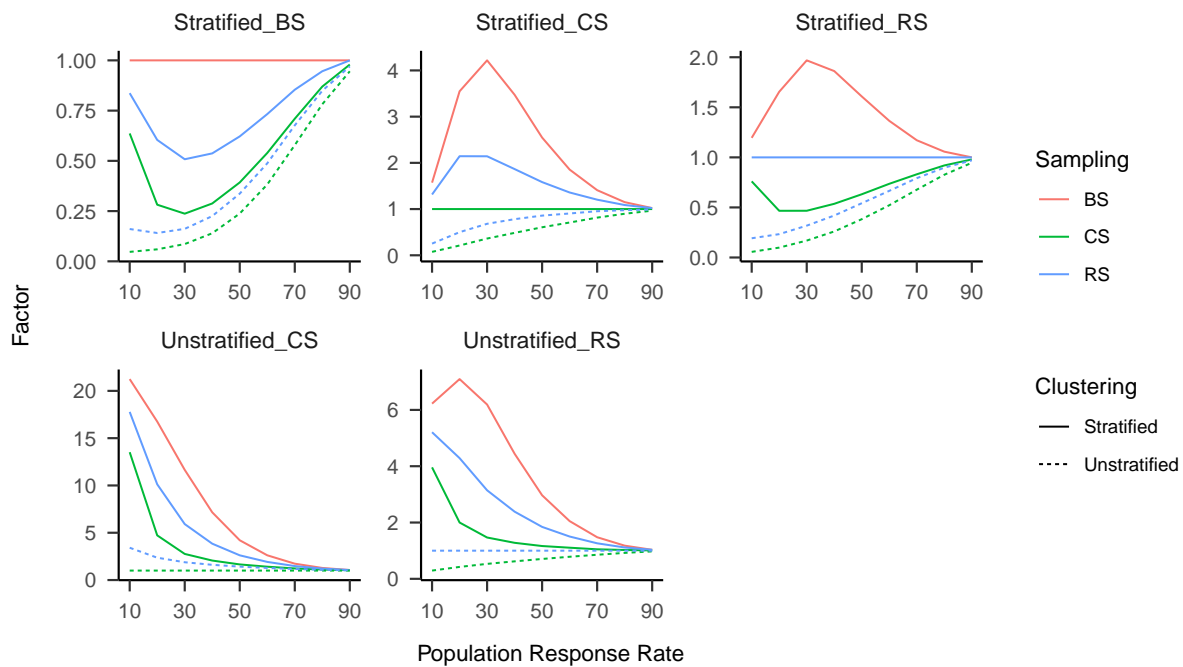 Stratified_BS
Stratified_CS
Stratified_RS
1.00
0.75
0.50
0.25
0.00
10 30 50 70 90
4
3
2
1
0
10 30 50 70 90
2.0
1.5
1.0
0.5
0.0
10 30 50 70 90
Factor
Unstratified_CS
Unstratified_RS
20
15
10
5
0
10 30 50 70 90
6
4
2
0
10 30 50 70 90
Population Response Rate
Sampling
BS
CS
RS
Clustering
Stratified
Unstratified